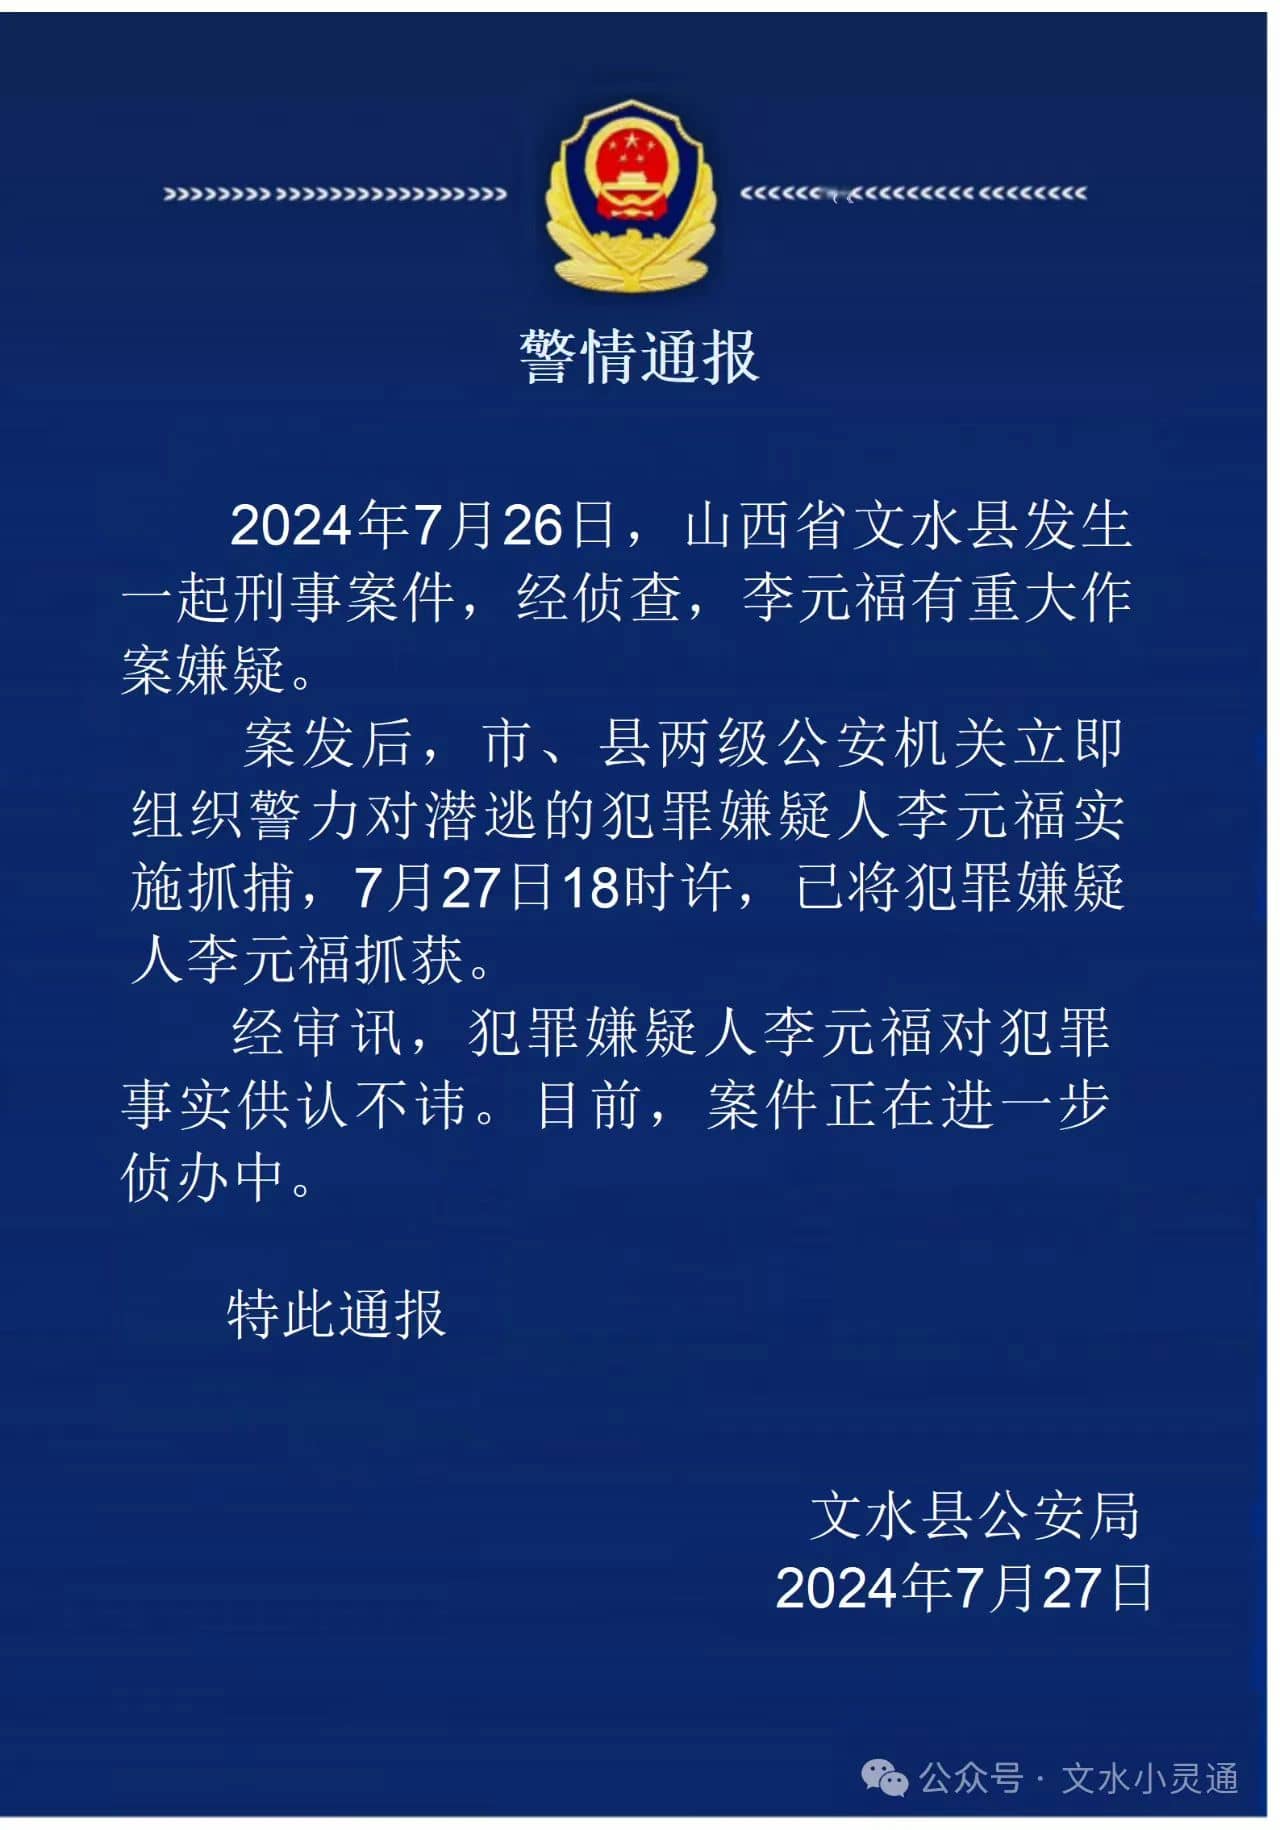 警情通报
2024年7月26日，山西省文水县发生
一起刑事案件，经侦查，李元福有重大作
案嫌疑。
案发后，市、县两级公安机关立即
组织警力对潜逃的犯罪嫌疑人李元福实
施抓捕，7月27日18时许，已将犯罪嫌疑
人李元福抓获。
经审讯，犯罪嫌疑人李元福对犯罪
事实供认不讳。目前，案件正在进一步
侦办中。
特此通报
文水县公安局
2024年7月27日
公众号·文水小灵通